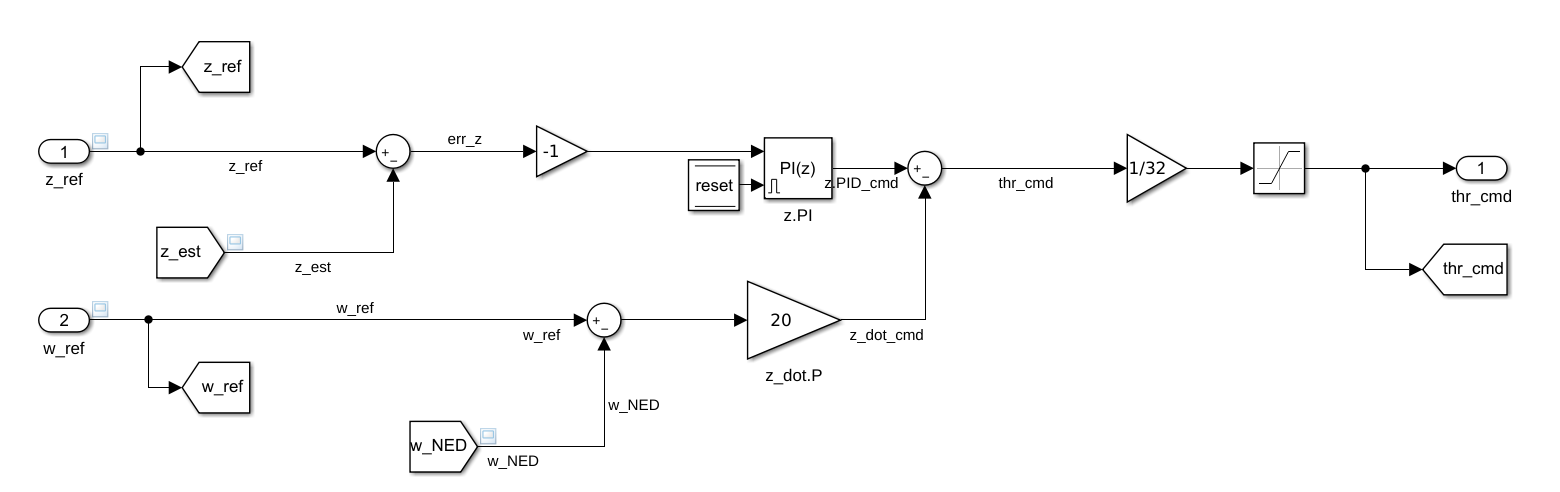 z_ref
1
z_ref
z_ref
+
−
err_z
-1
reset
PI(z)
z.PI
z.PID_cmd
+
−
thr_cmd
1/32
1
thr_cmd
thr_cmd
z_est
z_est
2
w_ref
w_ref
w_ref
+
−
w_ref
20
z_dot.P
z_dot_cmd
w_NED
w_NED
w_NED